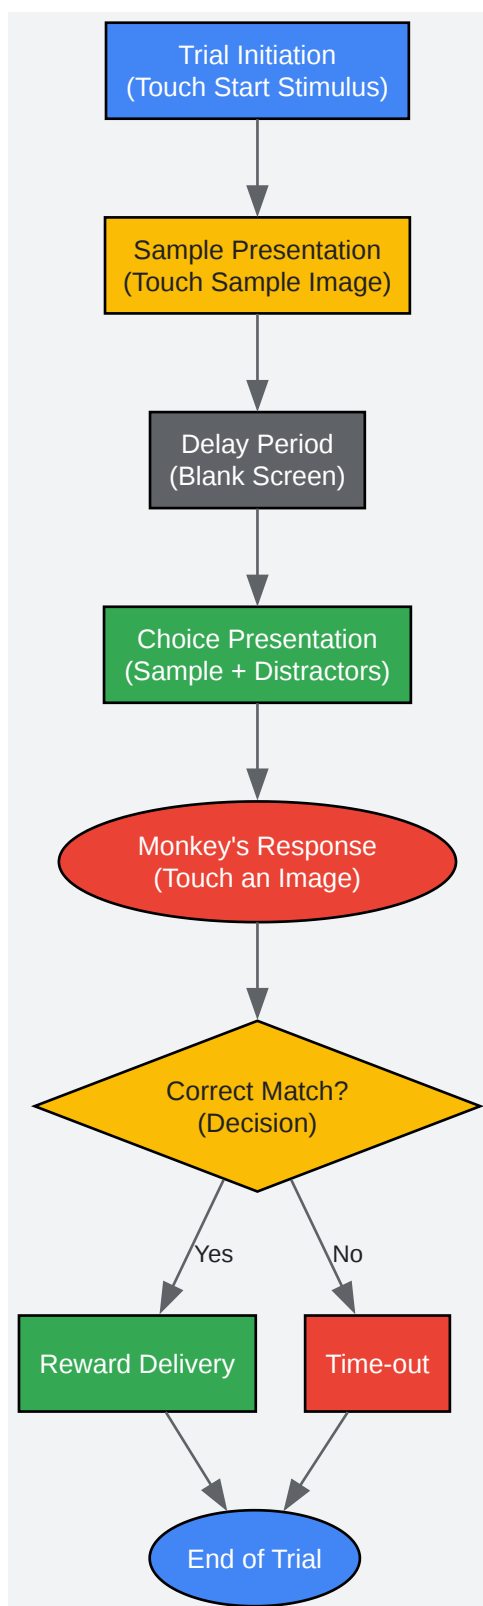 Trial Initiation
(Touch Start Stimulus)
Sample Presentation
(Touch Sample Image)
Delay Period
(Blank Screen)
Choice Presentation
(Sample + Distractors)
Monkey's Response
(Touch an Image)
Correct Match?
(Decision)
Yes
No
Reward Delivery
Time-out
End of Trial